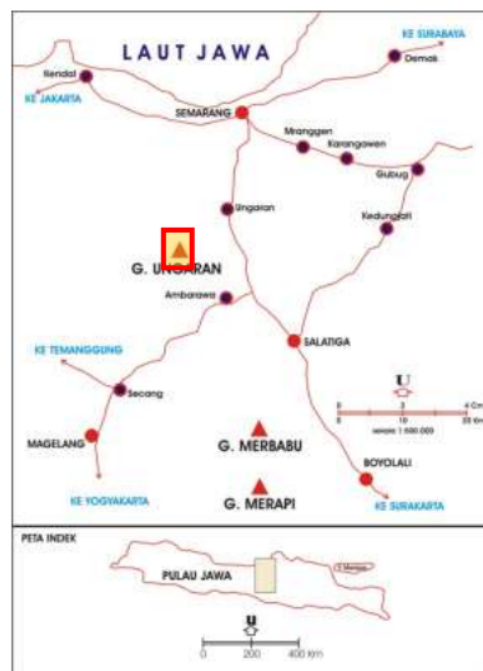 KE SURABAYA
LAUT JAWA
Demak
Kendal
KE JAKARTA
SEMARANG
Mranggen
Karangawen
Gubug
Ungaran
Kedungjati
G. UNGARAN
Ambarawa
KE TEMANGGUNG
SALATIGA
U
Secang
MAGELANG
G. MERBABU
BOYOLALI
KE YOGYAKARTA
G. MERAPI
KE SURAKARTA
PETA INDEK
PULAU JAWA
U
0 200 400 Km